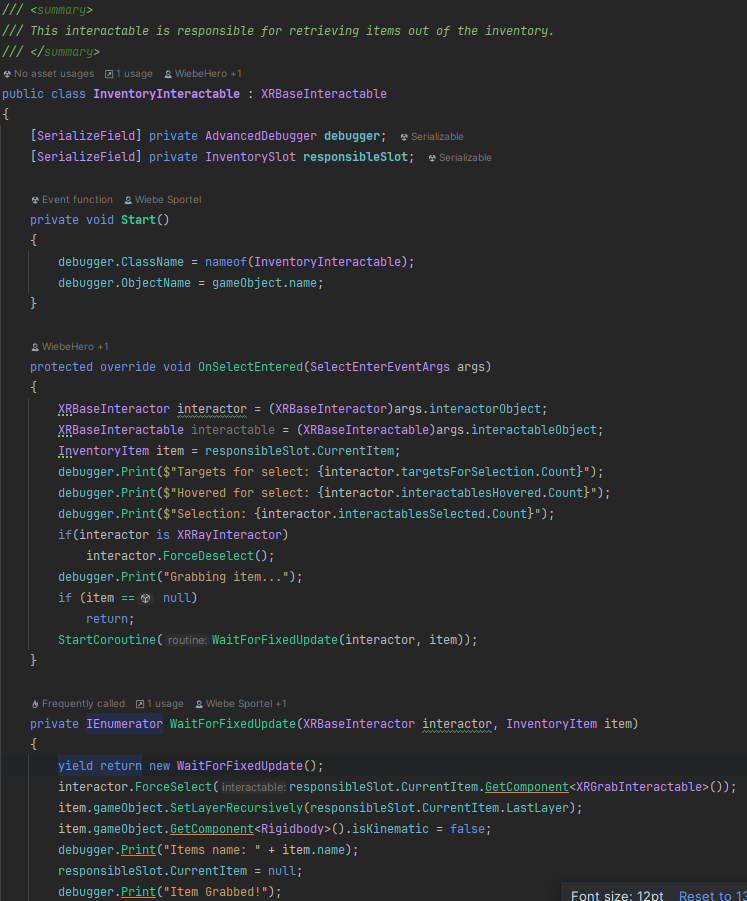 /// <summary>
/// This interactable is responsible for retrieving items out of the inventory.
/// </summary>
No asset usages 1 usage WiebeHero +1
public class InventoryInteractable : XRBaseInteractable
{
[SerializeField] private AdvancedDebugger debugger; Serializable
[SerializeField] private InventorySlot responsibleSlot; Serializable
Event function Wiebe Sportel
private void Start()
{
debugger.ClassName = nameof(InventoryInteractable);
debugger.ObjectName = gameObject.name;
}
WiebeHero +1
protected override void OnSelectEntered(SelectEnterEventArgs args)
{
XRBaseInteractor interactor = (XRBaseInteractor)args.interactorObject;
XRBaseInteractable interactable = (XRBaseInteractable)args.interactableObject;
InventoryItem item = responsibleSlot.CurrentItem;
debugger.Print($"Targets for select: {interactor.targetsForSelection.Count}");
debugger.Print($"Hovered for select: {interactor.interactablesHovered.Count}");
debugger.Print($"Selection: {interactor.interactablesSelected.Count}");
if(interactor is XRRayInteractor)
interactor.ForceDeselect();
debugger.Print("Grabbing item...");
if (item == null)
return;
StartCoroutine(routine: WaitForFixedUpdate(interactor, item));
}
Frequently called 1 usage Wiebe Sportel +1
private IEnumerator WaitForFixedUpdate(XRBaseInteractor interactor, InventoryItem item)
{
yield return new WaitForFixedUpdate();
interactor.ForceSelect(interactable: responsibleSlot.CurrentItem.GetComponent<XRGrabInteractable>());
item.gameObject.SetLayerRecursively(responsibleSlot.CurrentItem.LastLayer);
item.gameObject.GetComponent<Rigidbody>().isKinematic = false;
debugger.Print("Items name: " + item.name);
responsibleSlot.CurrentItem = null;
debugger.Print("Item Grabbed!");
Font size: 12pt Reset to 13